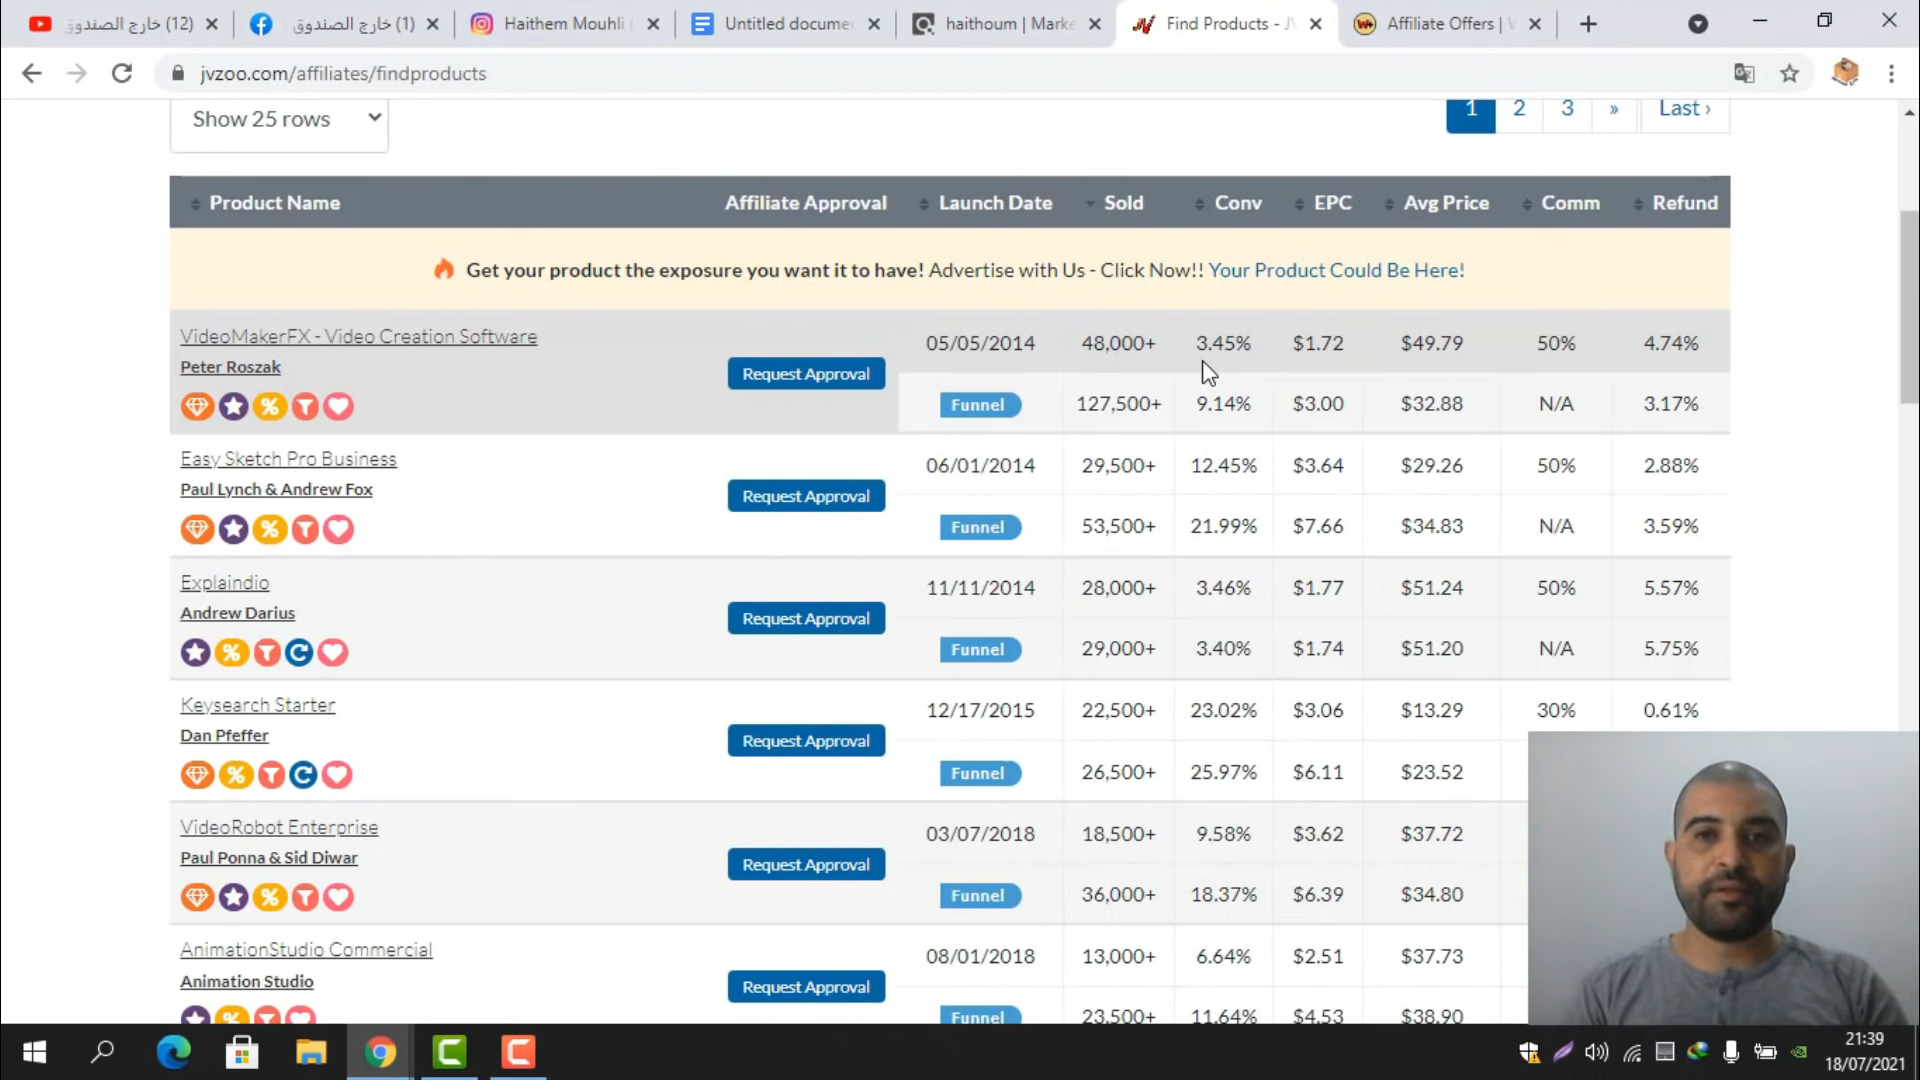 (12) خارج الصندوق
(1) خارج الصندوق
Haithem Mouhli
Untitled docume
haithoum | Marke
Find Products - JV
Affiliate Offers |
jvzoo.com/affiliates/findproducts
Show 25 rows
1 2 3 » Last ›
Product Name Affiliate Approval Launch Date Sold Conv EPC Avg Price Comm Refund
Get your product the exposure you want it to have! Advertise with Us - Click Now!! Your Product Could Be Here!
VideoMakerFX - Video Creation Software
Peter Roszak
Request Approval
05/05/2014 48,000+ 3.45% $1.72 $49.79 50% 4.74%
Funnel 127,500+ 9.14% $3.00 $32.88 N/A 3.17%
Easy Sketch Pro Business
Paul Lynch & Andrew Fox
Request Approval
06/01/2014 29,500+ 12.45% $3.64 $29.26 50% 2.88%
Funnel 53,500+ 21.99% $7.66 $34.83 N/A 3.59%
Explaindio
Andrew Darius
Request Approval
11/11/2014 28,000+ 3.46% $1.77 $51.24 50% 5.57%
Funnel 29,000+ 3.40% $1.74 $51.20 N/A 5.75%
Keysearch Starter
Dan Pfeffer
Request Approval
12/17/2015 22,500+ 23.02% $3.06 $13.29 30% 0.61%
Funnel 26,500+ 25.97% $6.11 $23.52
VideoRobot Enterprise
Paul Ponna & Sid Diwar
Request Approval
03/07/2018 18,500+ 9.58% $3.62 $37.72
Funnel 36,000+ 18.37% $6.39 $34.80
AnimationStudio Commercial
Animation Studio
Request Approval
08/01/2018 13,000+ 6.64% $2.51 $37.73
Funnel 23,500+ 11.64% $4.53 $38.90
21:39
18/07/2021